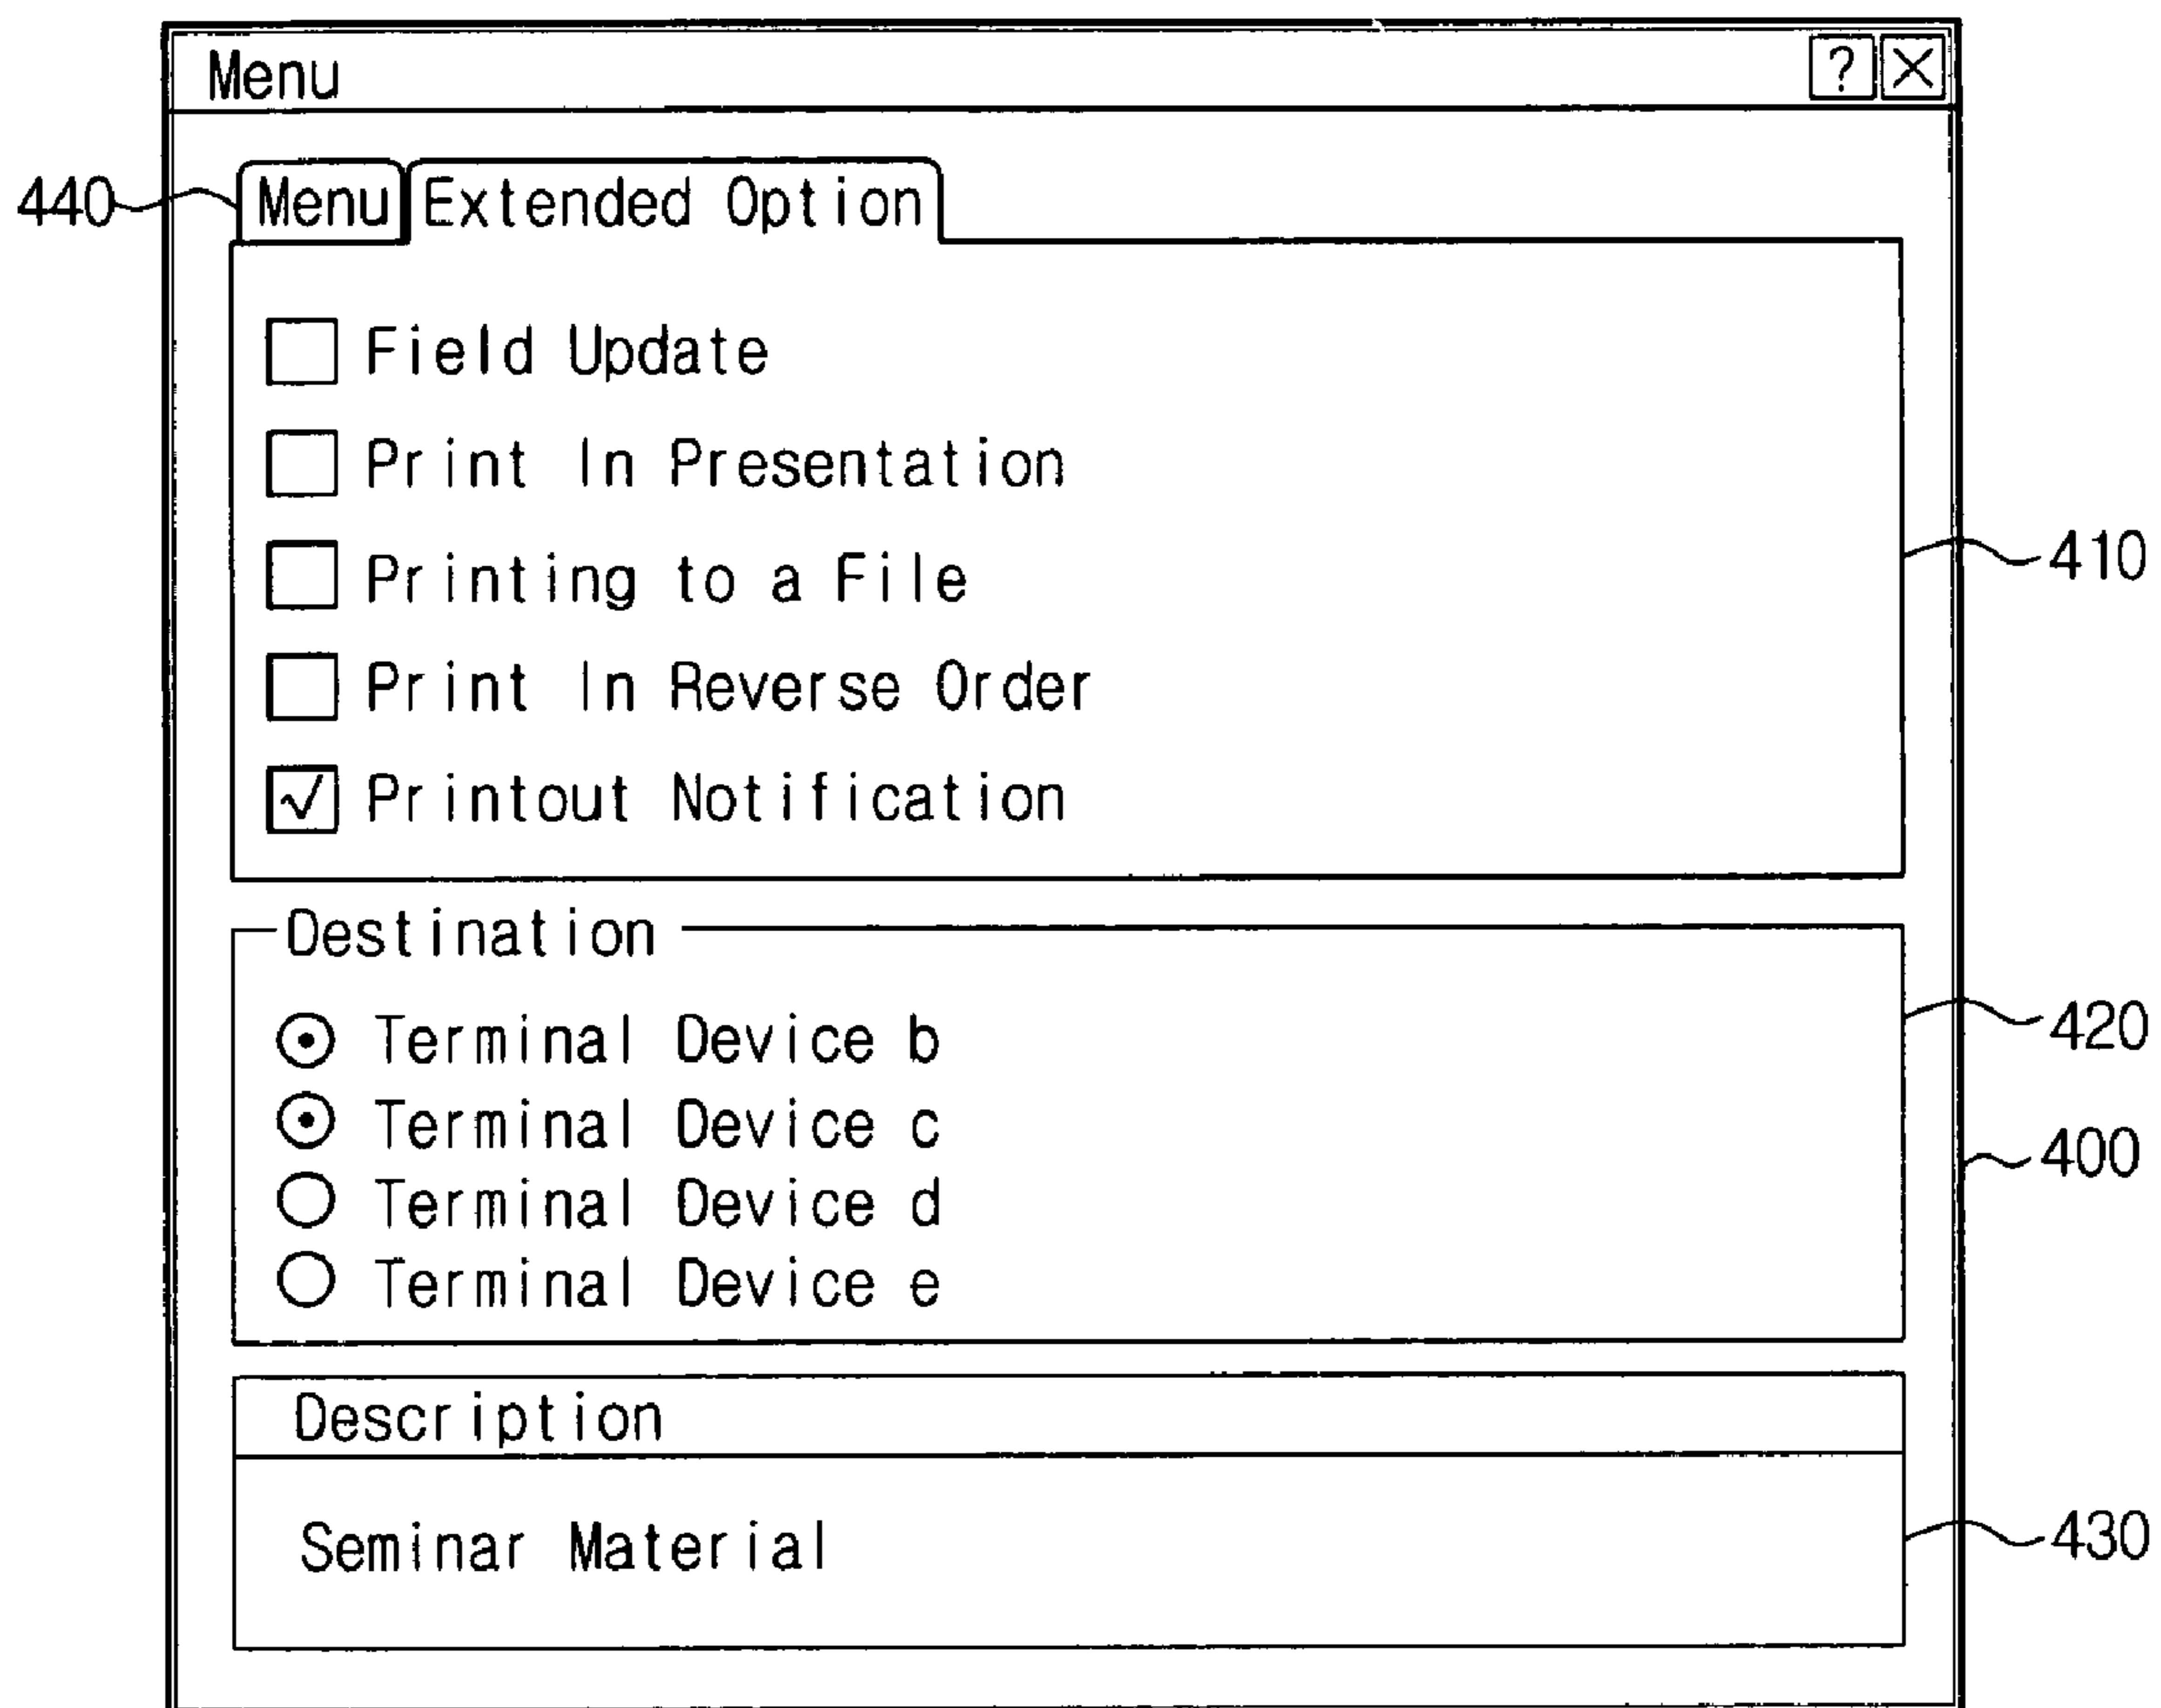 Menu ? X
440 Menu Extended Option
Field Update
Print In Presentation
Printing to a File
410
Print In Reverse Order
Printout Notification
Destination
Terminal Device b
420
Terminal Device c
400
Terminal Device d
Terminal Device e
Description
Seminar Material
430